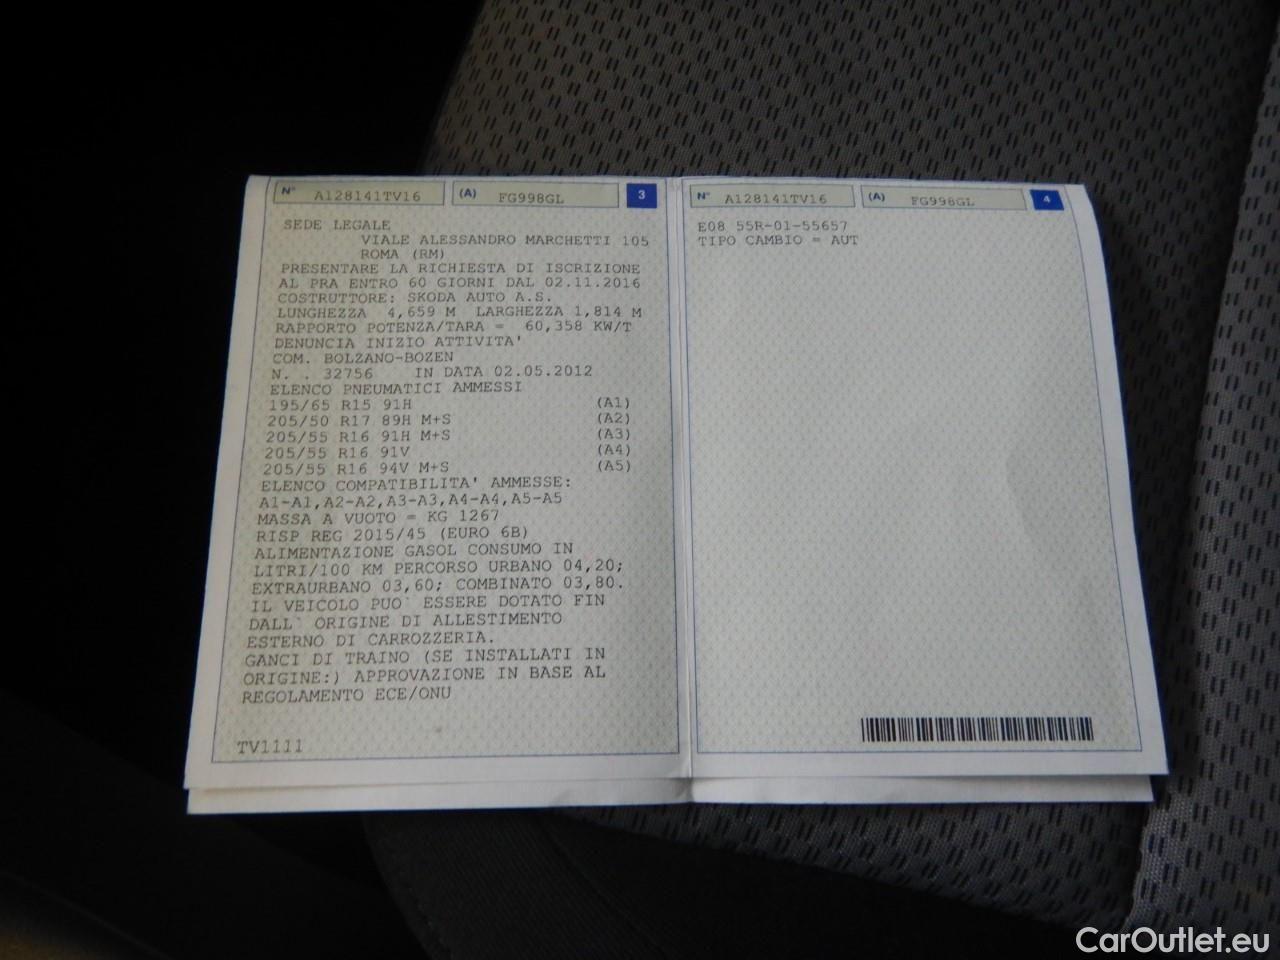 N° A128141TV16 (A) FG998GL 3
SEDE LEGALE
VIALE ALESSANDRO MARCHETTI 105
ROMA (RM)
PRESENTARE LA RICHIESTA DI ISCRIZIONE
AL PRA ENTRO 60 GIORNI DAL 02.11.2016
COSTRUTTORE: SKODA AUTO A.S.
LUNGHEZZA 4,659 M LARGHEZZA 1,814 M
RAPPORTO POTENZA/TARA = 60,358 KW/T
DENUNCIA INIZIO ATTIVITA'
COM. BOLZANO-BOZEN
N. . 32756 IN DATA 02.05.2012
ELENCO PNEUMATICI AMMESSI
195/65 R15 91H (A1)
205/50 R17 89H M+S (A2)
205/55 R16 91H M+S (A3)
205/55 R16 91V (A4)
205/55 R16 94V M+S (A5)
ELENCO COMPATIBILITA' AMMESSE:
A1-A1,A2-A2,A3-A3,A4-A4,A5-A5
MASSA A VUOTO = KG 1267
RISP REG 2015/45 (EURO 6B)
ALIMENTAZIONE GASOL CONSUMO IN
LITRI/100 KM PERCORSO URBANO 04,20;
EXTRAURBANO 03,60; COMBINATO 03,80.
IL VEICOLO PUO` ESSERE DOTATO FIN
DALL` ORIGINE DI ALLESTIMENTO
ESTERNO DI CARROZZERIA.
GANCI DI TRAINO (SE INSTALLATI IN
ORIGINE:) APPROVAZIONE IN BASE AL
REGOLAMENTO ECE/ONU
TV1111
N° A128141TV16 (A) FG998GL 4
E08 55R-01-55657
TIPO CAMBIO = AUT
CarOutlet.eu